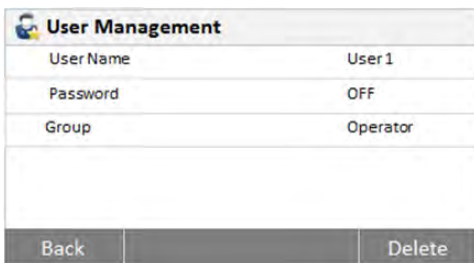 User Management
User Name User 1
Password OFF
Group Operator
Back Delete